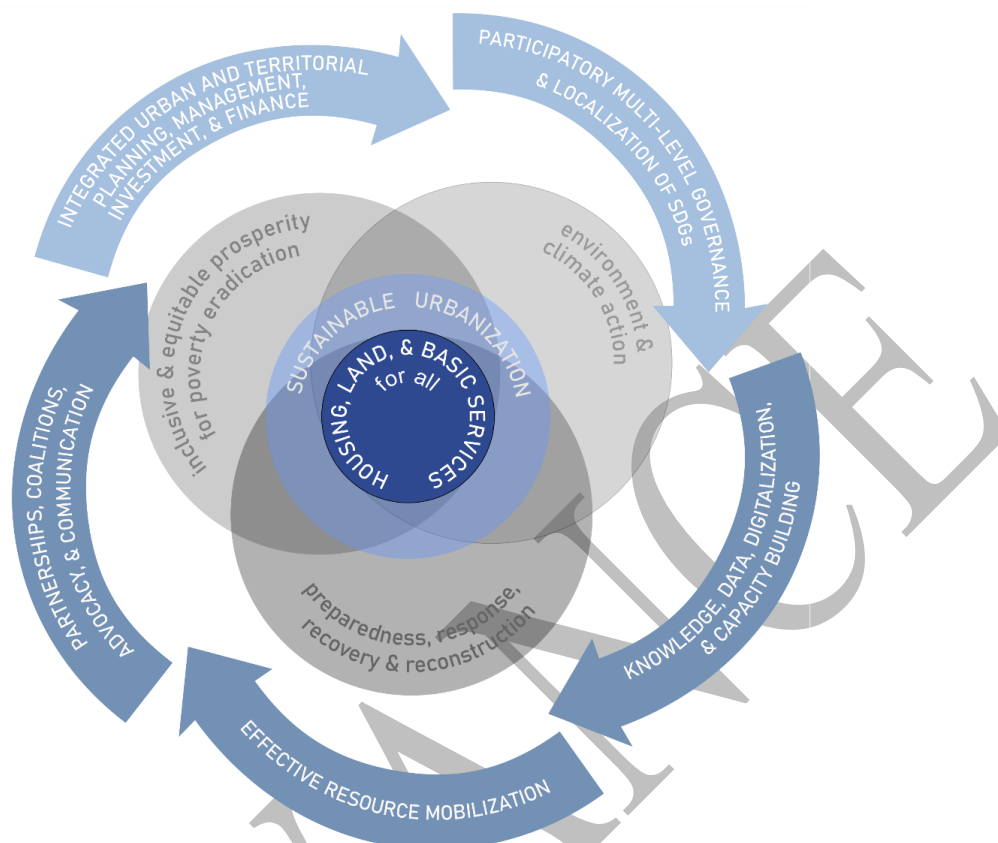 INTEGRATED URBAN AND TERRITORIAL
PLANNING, MANAGEMENT,
INVESTMENT, & FINANCE
PARTICIPATORY MULTI-LEVEL GOVERNANCE
& LOCALIZATION OF SDGs
KNOWLEDGE, DATA, DIGITALIZATION,
& CAPACITY BUILDING
EFFECTIVE RESOURCE MOBILIZATION
PARTNERSHIPS, COALITIONS,
ADVOCACY, & COMMUNICATION
inclusive & equitable prosperity
for poverty eradication
environment &
climate action
preparedness, response,
recovery & reconstruction
SUSTAINABLE URBANIZATION
HOUSING, LAND, & BASIC SERVICES
for all